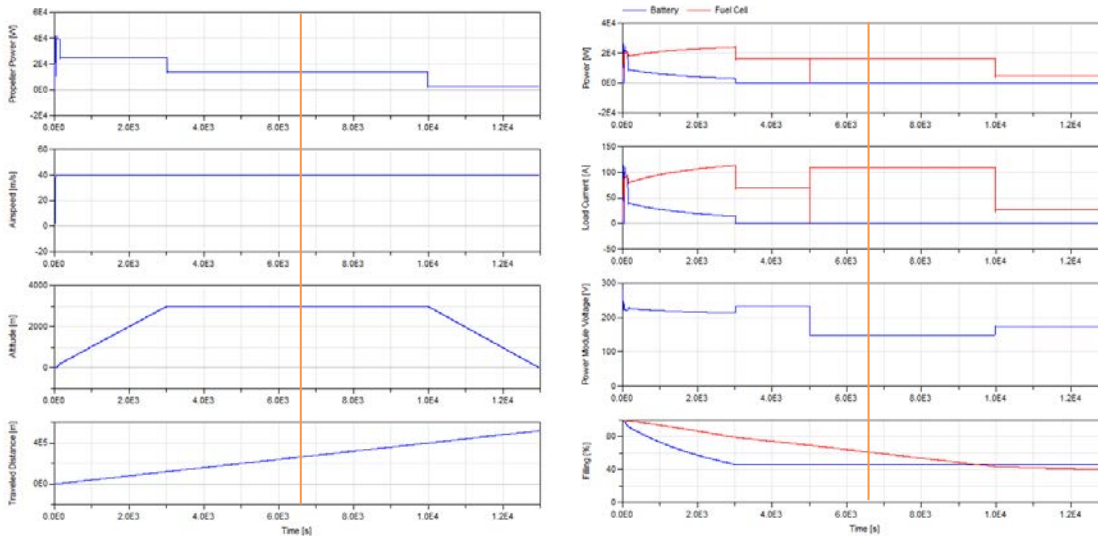 Battery Fuel Cell
6E4
4E4
2E4
0E0
-2E4
Propeller Power [W]
0.0E0 2.0E3 4.0E3 6.0E3 8.0E3 1.0E4 1.2E4
60
40
20
0
-20
Airspeed [m/s]
0.0E0 2.0E3 4.0E3 6.0E3 8.0E3 1.0E4 1.2E4
4000
2000
0
Altitude [m]
0.0E0 2.0E3 4.0E3 6.0E3 8.0E3 1.0E4 1.2E4
4E5
0E0
Traveled Distance [m]
0.0E0 2.0E3 4.0E3 6.0E3 8.0E3 1.0E4 1.2E4
Time [s]
4E4
2E4
0E0
-2E4
Power [W]
0.0E0 2.0E3 4.0E3 6.0E3 8.0E3 1.0E4 1.2E4
150
100
50
0
-50
Load Current [A]
0.0E0 2.0E3 4.0E3 6.0E3 8.0E3 1.0E4 1.2E4
300
200
100
0
Power Module Voltage [V]
0.0E0 2.0E3 4.0E3 6.0E3 8.0E3 1.0E4 1.2E4
80
40
0
Filling [%]
0.0E0 2.0E3 4.0E3 6.0E3 8.0E3 1.0E4 1.2E4
Time [s]